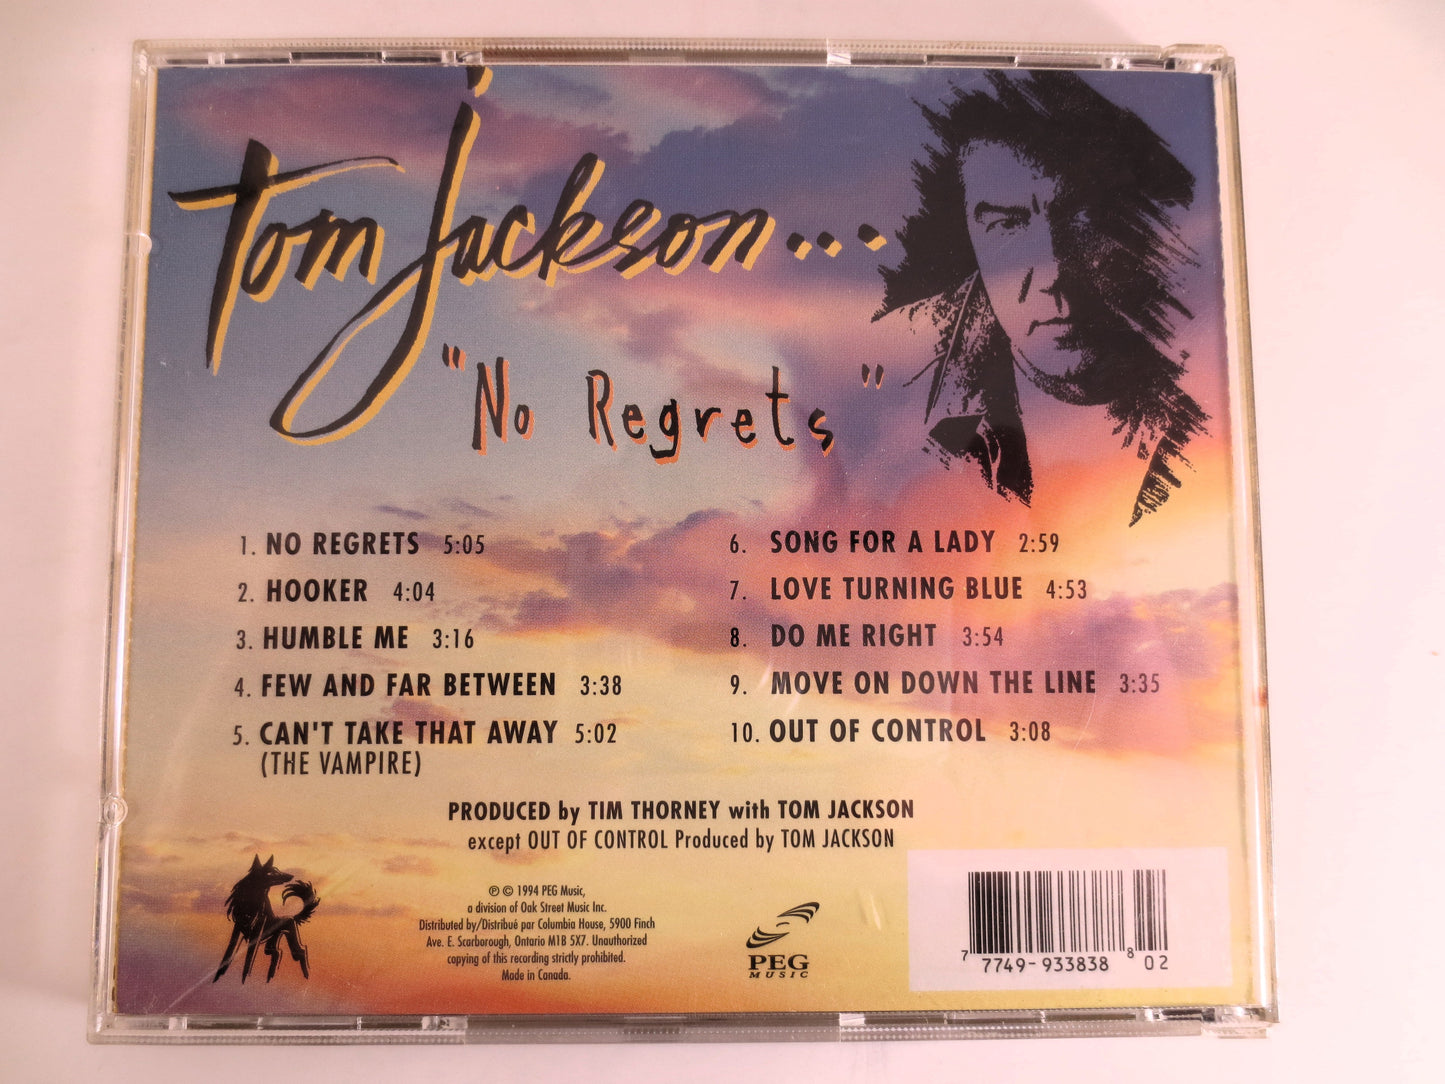 Tom Jackson...
"No Regrets"
1. NO REGRETS 5:05
2. HOOKER 4:04
3. HUMBLE ME 3:16
4. FEW AND FAR BETWEEN 3:38
5. CAN'T TAKE THAT AWAY 5:02
(THE VAMPIRE)
6. SONG FOR A LADY 2:59
7. LOVE TURNING BLUE 4:53
8. DO ME RIGHT 3:54
9. MOVE ON DOWN THE LINE 3:35
10. OUT OF CONTROL 3:08
PRODUCED by TIM THORNEY with TOM JACKSON
except OUT OF CONTROL Produced by TOM JACKSON
℗ © 1994 PEG Music,
a division of Oak Street Music Inc.
Distributed by/Distribué par Columbia House, 5900 Finch
Ave. E. Scarborough, Ontario M1B 5X7. Unauthorized
copying of this recording strictly prohibited.
Made in Canada.
PEG
MUSIC
7 7749-933838 8 02